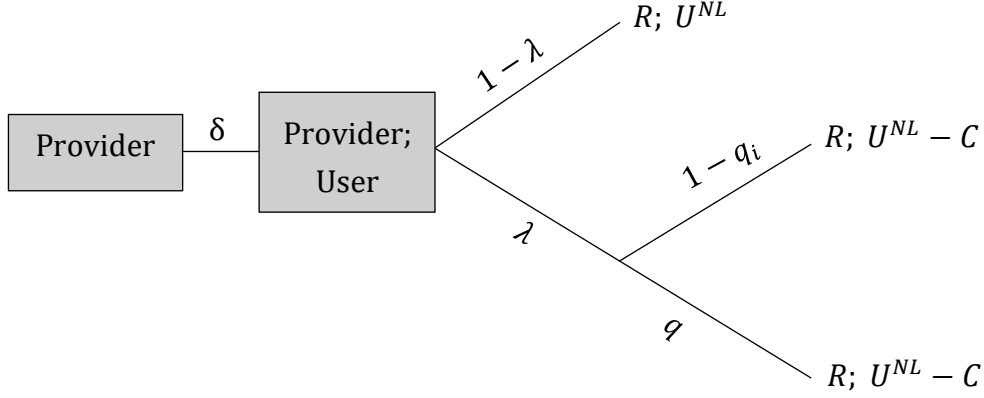 R; U^{NL}
1 − λ
Provider
δ
Provider;
User
1 − q_i
R; U^{NL} − C
λ
q
R; U^{NL} − C